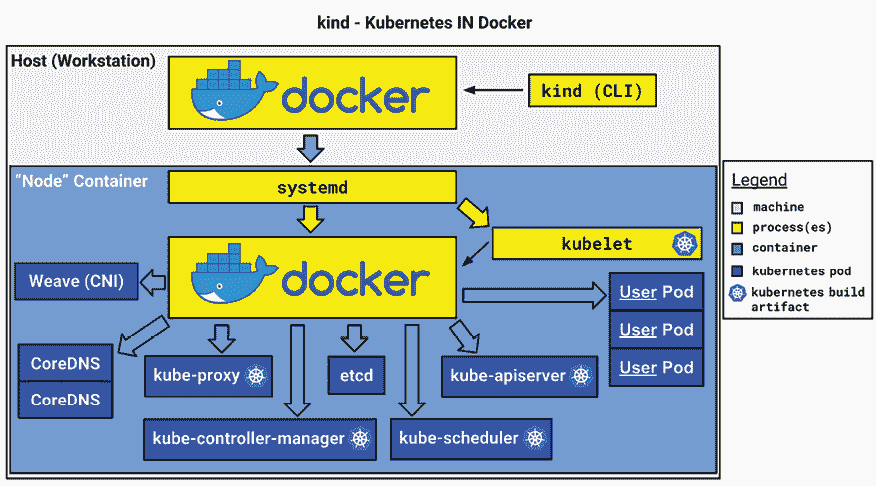 kind - Kubernetes IN Docker
Host (Workstation)
docker
kind (CLI)
"Node" Container
systemd
kubelet
docker
Weave (CNI)
User Pod
User Pod
User Pod
CoreDNS
CoreDNS
kube-proxy
etcd
kube-apiserver
kube-controller-manager
kube-scheduler
Legend
machine
process(es)
container
kubernetes pod
kubernetes build
artifact